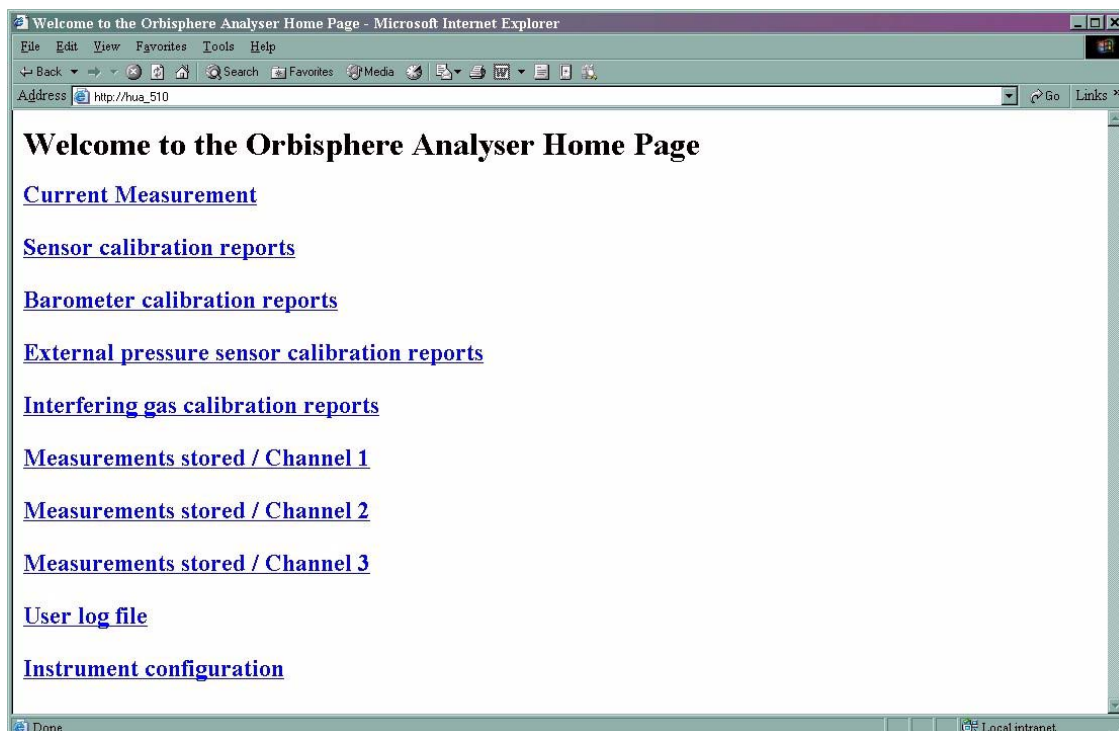 Welcome to the Orbisphere Analyser Home Page - Microsoft Internet Explorer
File Edit View Favorites Tools Help
Back Search Favorites Media
Address http://hua_510 Go Links »
Welcome to the Orbisphere Analyser Home Page
Current Measurement
Sensor calibration reports
Barometer calibration reports
External pressure sensor calibration reports
Interfering gas calibration reports
Measurements stored / Channel 1
Measurements stored / Channel 2
Measurements stored / Channel 3
User log file
Instrument configuration
Done Local intranet